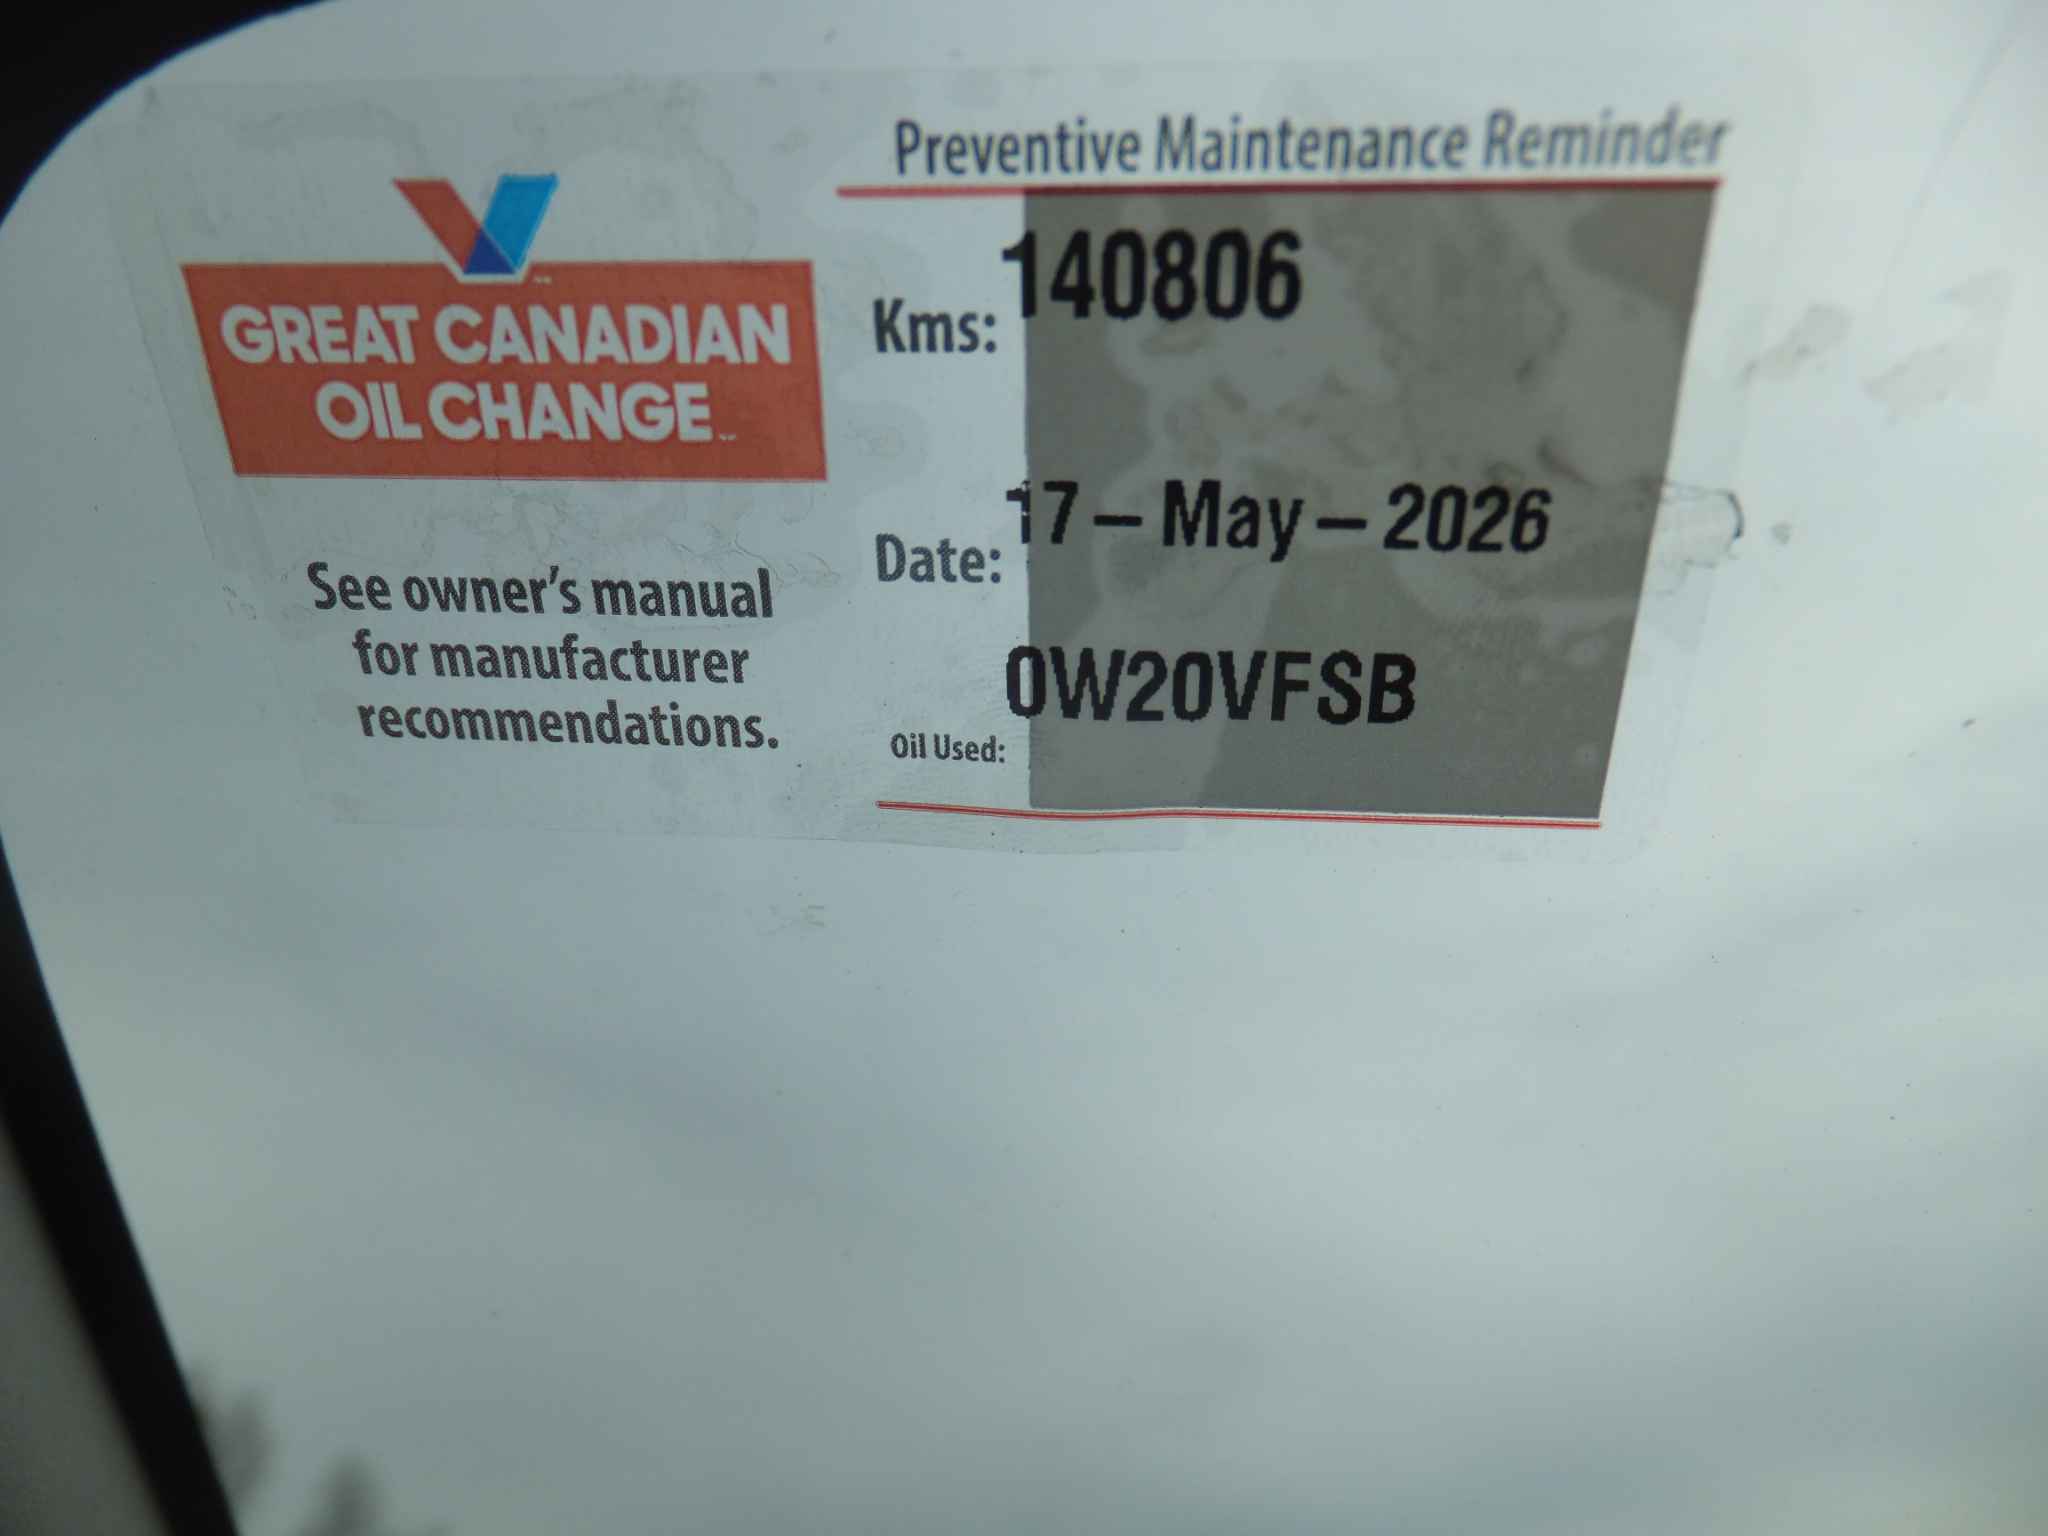 Preventive Maintenance Reminder
GREAT CANADIAN
OIL CHANGE
See owner's manual
for manufacturer
recommendations.
Kms: 140806
Date: 17 - May - 2026
Oil Used: 0W20VFSB